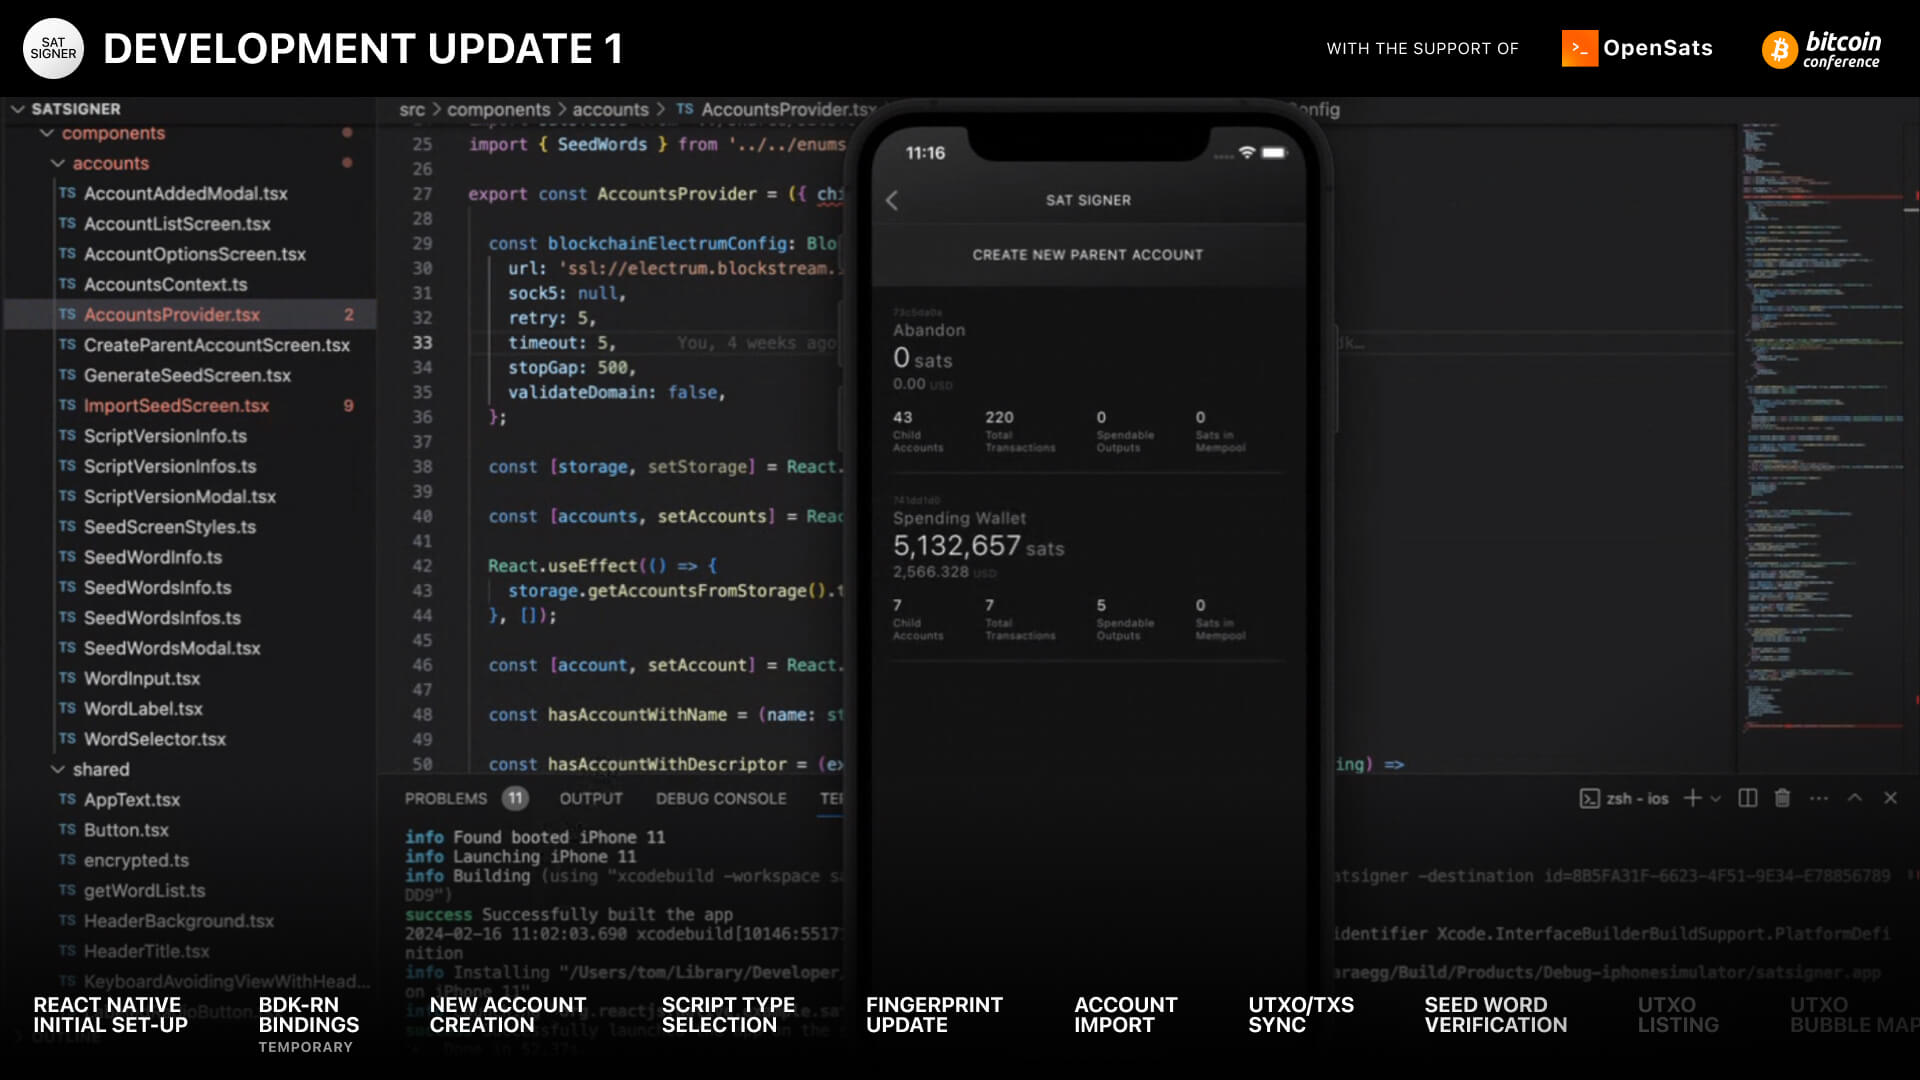 SAT
SIGNER
DEVELOPMENT UPDATE 1
WITH THE SUPPORT OF
>_ OpenSats
bitcoin
conference
SATSIGNER
components
accounts
TS AccountAddedModal.tsx
TS AccountListScreen.tsx
TS AccountOptionsScreen.tsx
TS AccountsContext.ts
TS AccountsProvider.tsx 2
TS CreateParentAccountScreen.tsx
TS GenerateSeedScreen.tsx
TS ImportSeedScreen.tsx 9
TS ScriptVersionInfo.ts
TS ScriptVersionInfos.ts
TS ScriptVersionModal.tsx
TS SeedScreenStyles.ts
TS SeedWordInfo.ts
TS SeedWordsInfo.ts
TS SeedWordsInfos.ts
TS SeedWordsModal.tsx
TS WordInput.tsx
TS WordLabel.tsx
TS WordSelector.tsx
shared
TS AppText.tsx
TS Button.tsx
TS encrypted.ts
TS getWordList.ts
TS HeaderBackground.tsx
TS HeaderTitle.tsx
TS KeyboardAvoidingViewWithHead...
OUTLINE
src > components > accounts > TS AccountsProvider.tsx
onfig
25 import { SeedWords } from '../../enums
26
27 export const AccountsProvider = ({ chi
28
29 const blockchainElectrumConfig: Blo
30 url: 'ssl://electrum.blockstream.
31 sock5: null,
32 retry: 5,
33 timeout: 5, You, 4 weeks ago
34 stopGap: 500,
35 validateDomain: false,
36 };
37
38 const [storage, setStorage] = React.
39
40 const [accounts, setAccounts] = Reac
41
42 React.useEffect(() => {
43 storage.getAccountsFromStorage().t
44 }, []);
45
46 const [account, setAccount] = React.
47
48 const hasAccountWithName = (name: st
49
50 const hasAccountWithDescriptor = (ex
ing) =>
11:16
SAT SIGNER
CREATE NEW PARENT ACCOUNT
73c5da0a
Abandon
0 sats
0.00 USD
43 220 0 0
Child Total Spendable Sats in
Accounts Transactions Outputs Mempool
741dd1d0
Spending Wallet
5,132,657 sats
2,566.328 USD
7 7 5 0
Child Total Spendable Sats in
Accounts Transactions Outputs Mempool
PROBLEMS 11 OUTPUT DEBUG CONSOLE TE
zsh - ios
info Found booted iPhone 11
info Launching iPhone 11
info Building (using "xcodebuild -workspace sa
atsigner -destination id=8B5FA31F-6623-4F51-9E34-E78856789
DD9")
success Successfully built the app
2024-02-16 11:02:03.690 xcodebuild[10146:5517
identifier Xcode.InterfaceBuilderBuildSupport.PlatformDefi
nition
info Installing "/Users/tom/Library/Developer
araegg/Build/Products/Debug-iphonesimulator/satsigner.app
on iPhone 11"
REACT NATIVE
INITIAL SET-UP
BDK-RN
BINDINGS
TEMPORARY
NEW ACCOUNT
CREATION
SCRIPT TYPE
SELECTION
FINGERPRINT
UPDATE
ACCOUNT
IMPORT
UTXO/TXS
SYNC
SEED WORD
VERIFICATION
UTXO
LISTING
UTXO
BUBBLE MAP